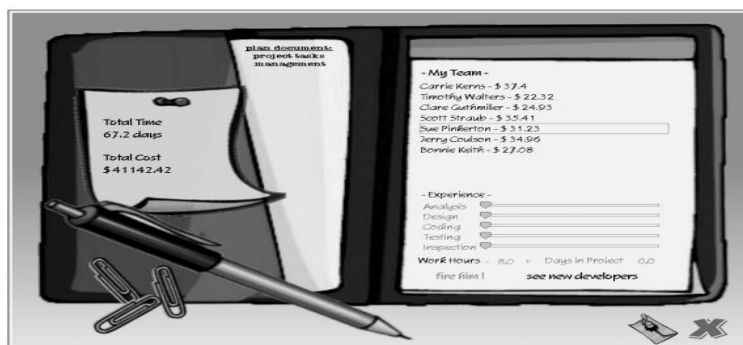 plan document:
project tasks
management
Total Time
67.2 days
Total Cost
$41142.42
- My Team -
Carrie Kerns - $ 37.4
Timothy Walters - $ 22.32
Clare Guthmiller - $ 24.93
Scott Straub - $ 35.41
Sue Pinkerton - $ 31.23
Jerry Coulson - $ 34.96
Bonnie Keith - $ 27.08
- Experience -
Analysis
Design
Coding
Testing
Inspection
Work Hours - 8,0 + Days in Project 0,0
fire him! see new developers